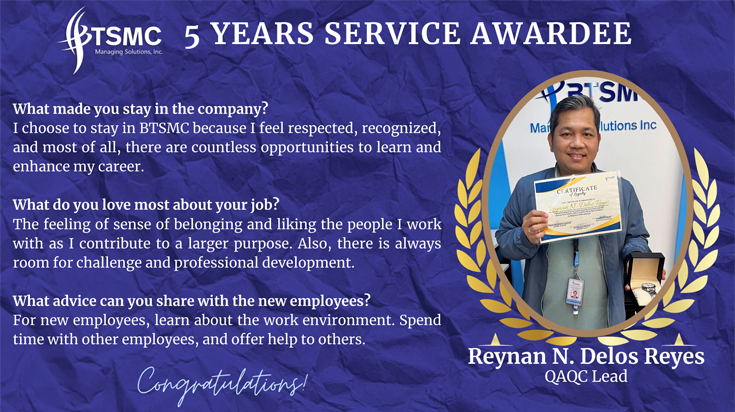 BTSMC
Managing Solutions, Inc.
5 YEARS SERVICE AWARDEE
What made you stay in the company?
I choose to stay in BTSMC because I feel respected, recognized,
and most of all, there are countless opportunities to learn and
enhance my career.
What do you love most about your job?
The feeling of sense of belonging and liking the people I work
with as I contribute to a larger purpose. Also, there is always
room for challenge and professional development.
What advice can you share with the new employees?
For new employees, learn about the work environment. Spend
time with other employees, and offer help to others.
Congratulations!
BTSM
Solutions Inc
CERTIFICATE
of Loyalty
Reynan N. Delos Reyes
QAQC Lead